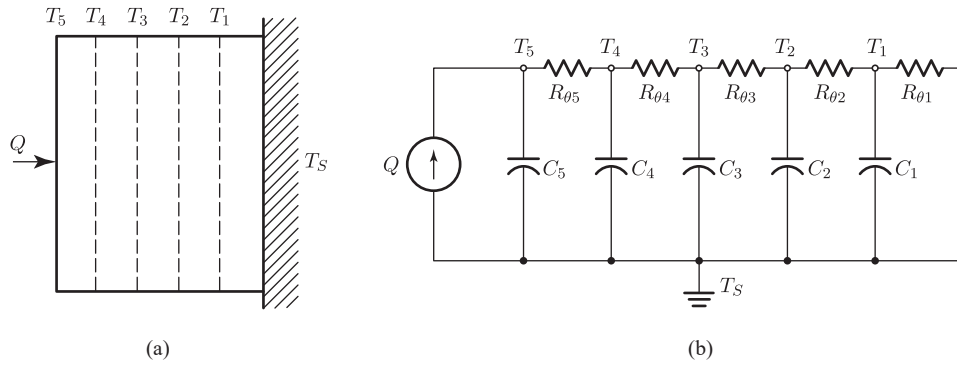 T5 T4 T3 T2 T1
Q
TS
(a)
T5 T4 T3 T2 T1
Rθ5 Rθ4 Rθ3 Rθ2 Rθ1
Q C5 C4 C3 C2 C1
TS
(b)